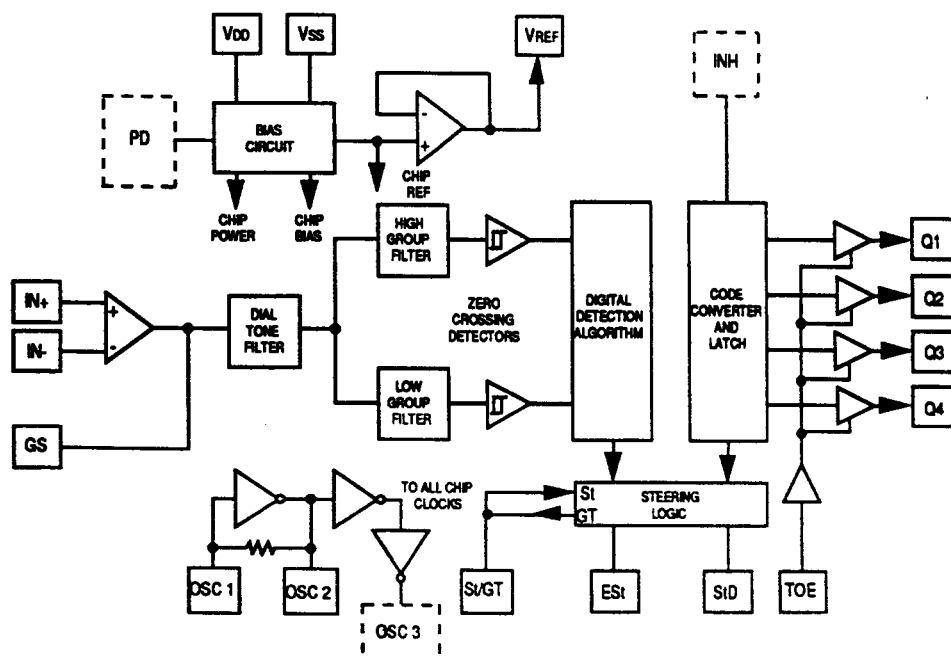 VDD
VSS
VREF
INH
PD
BIAS
CIRCUIT
-
+
CHIP
REF
CHIP
POWER
CHIP
BIAS
HIGH
GROUP
FILTER
IN+
IN-
+
-
DIAL
TONE
FILTER
ZERO
CROSSING
DETECTORS
DIGITAL
DETECTION
ALGORITHM
CODE
CONVERTER
AND
LATCH
Q1
Q2
Q3
Q4
LOW
GROUP
FILTER
GS
TO ALL CHIP
CLOCKS
St
GT
STEERING
LOGIC
OSC 1
OSC 2
OSC 3
St/GT
ESt
StD
TOE